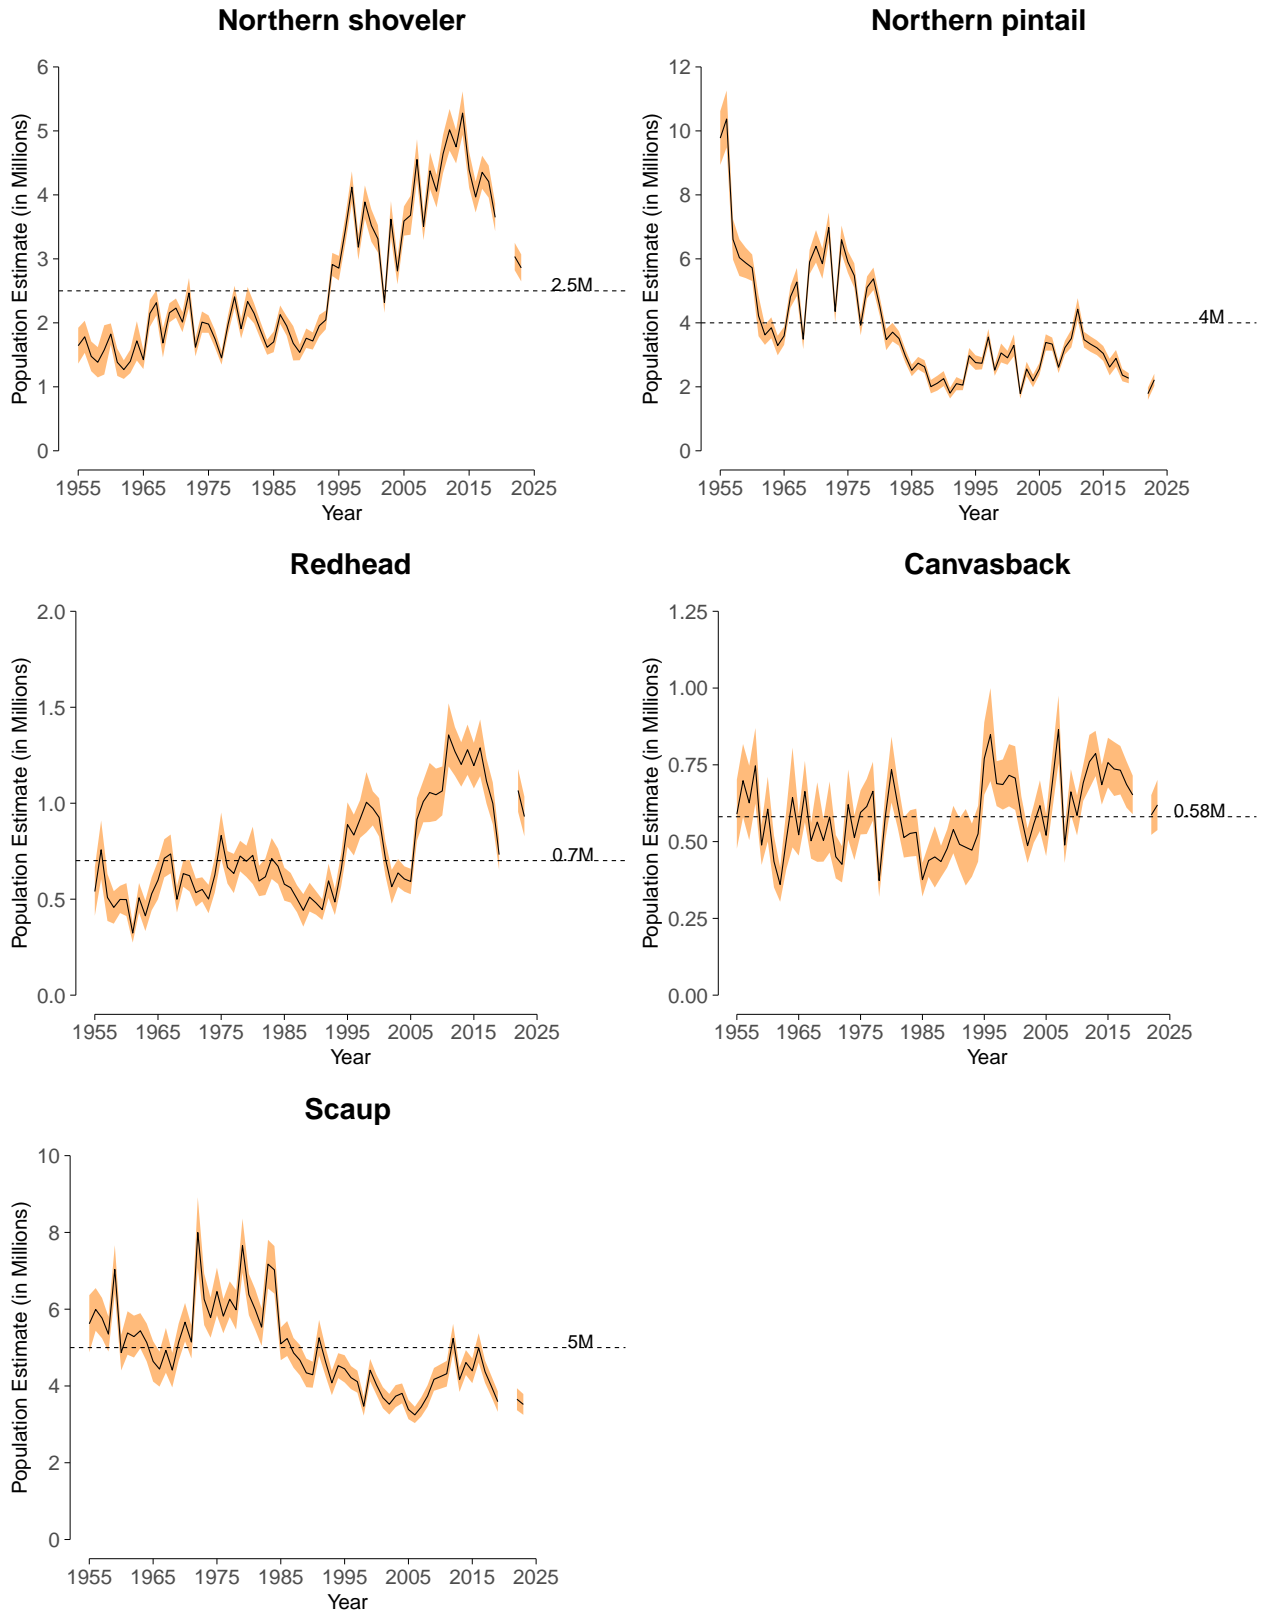 Northern shoveler
Population Estimate (in Millions)
6
5
4
3
2
1
0
2.5M
1955 1965 1975 1985 1995 2005 2015 2025
Year
Northern pintail
Population Estimate (in Millions)
12
10
8
6
4
2
0
4M
1955 1965 1975 1985 1995 2005 2015 2025
Year
Redhead
Population Estimate (in Millions)
2.0
1.5
1.0
0.5
0.0
0.7M
1955 1965 1975 1985 1995 2005 2015 2025
Year
Canvasback
Population Estimate (in Millions)
1.25
1.00
0.75
0.50
0.25
0.00
0.58M
1955 1965 1975 1985 1995 2005 2015 2025
Year
Scaup
Population Estimate (in Millions)
10
8
6
4
2
0
5M
1955 1965 1975 1985 1995 2005 2015 2025
Year